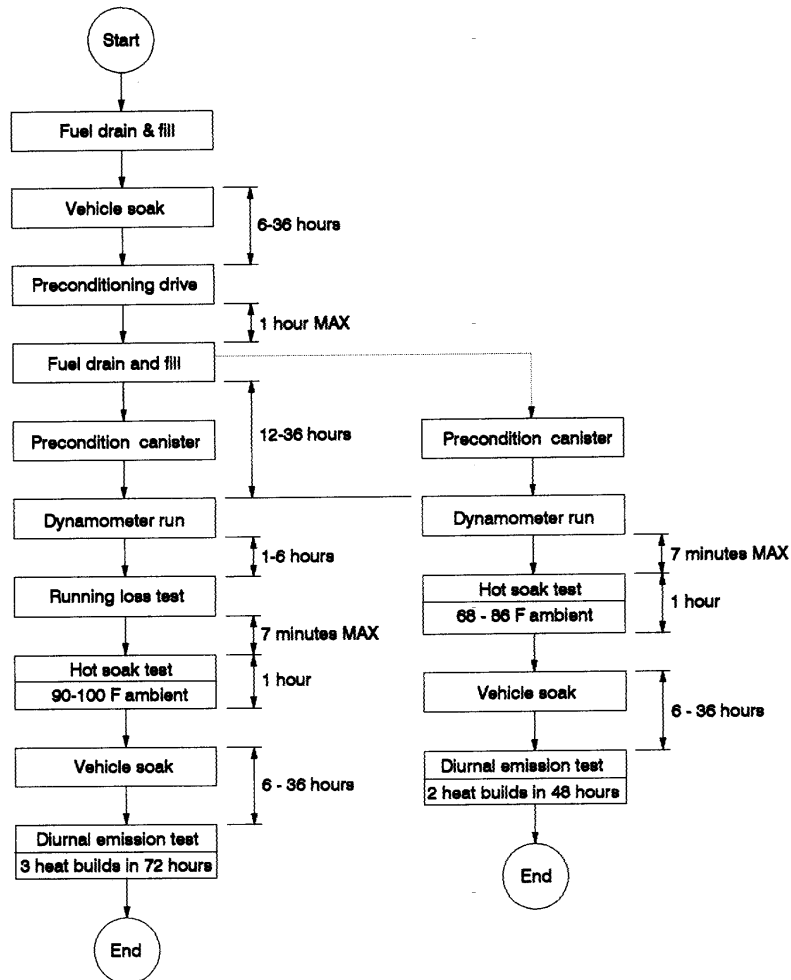 Start
Fuel drain & fill
Vehicle soak
6-36 hours
Preconditioning drive
1 hour MAX
Fuel drain and fill
12-36 hours
Precondition canister
Dynamometer run
1-6 hours
Running loss test
7 minutes MAX
Hot soak test
90-100 F ambient
1 hour
Vehicle soak
6 - 36 hours
Diurnal emission test
3 heat builds in 72 hours
End
Precondition canister
Dynamometer run
7 minutes MAX
Hot soak test
68 - 86 F ambient
1 hour
Vehicle soak
6 - 36 hours
Diurnal emission test
2 heat builds in 48 hours
End